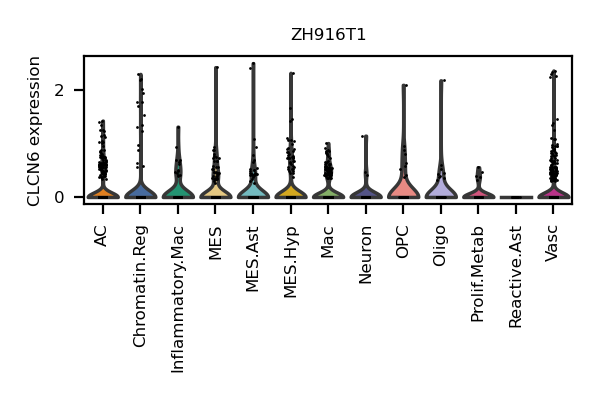 ZH916T1
CLCN6 expression
2
0
AC
Chromatin.Reg
Inflammatory.Mac
MES
MES.Ast
MES.Hyp
Mac
Neuron
OPC
Oligo
Prolif.Metab
Reactive.Ast
Vasc